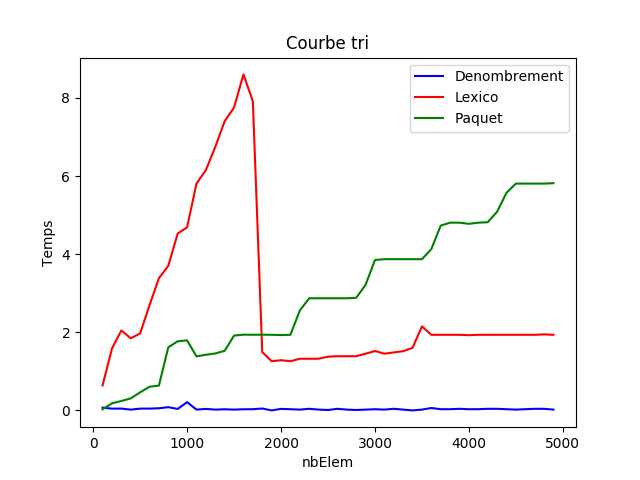 Courbe tri
Denombrement
Lexico
Paquet
Temps
8
6
4
2
0
0 1000 2000 3000 4000 5000
nbElem